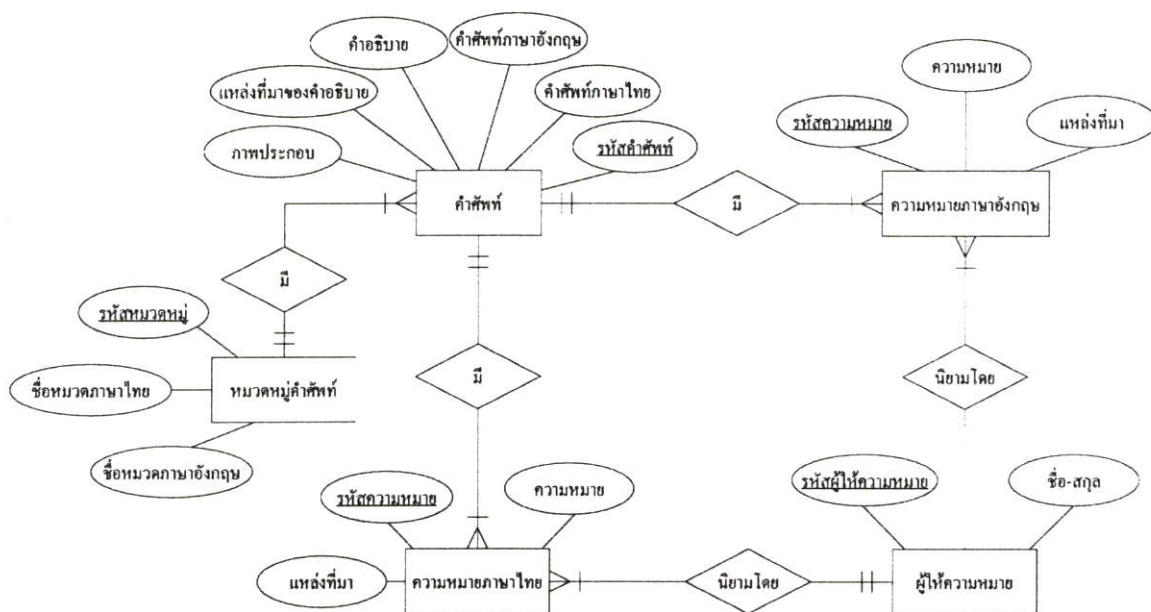 คำอธิบาย
คำศัพท์ภาษาอังกฤษ
ความหมาย
แหล่งที่มาของคำอธิบาย
คำศัพท์ภาษาไทย
รหัสความหมาย
แหล่งที่มา
ภาพประกอบ
รหัสคำศัพท์
คำศัพท์
มี
ความหมายภาษาอังกฤษ
มี
รหัสหมวดหมู่
ชื่อหมวดภาษาไทย
หมวดหมู่คำศัพท์
มี
นิยามโดย
ชื่อหมวดภาษาอังกฤษ
รหัสความหมาย
ความหมาย
รหัสผู้ให้ความหมาย
ชื่อ-สกุล
แหล่งที่มา
ความหมายภาษาไทย
นิยามโดย
ผู้ให้ความหมาย